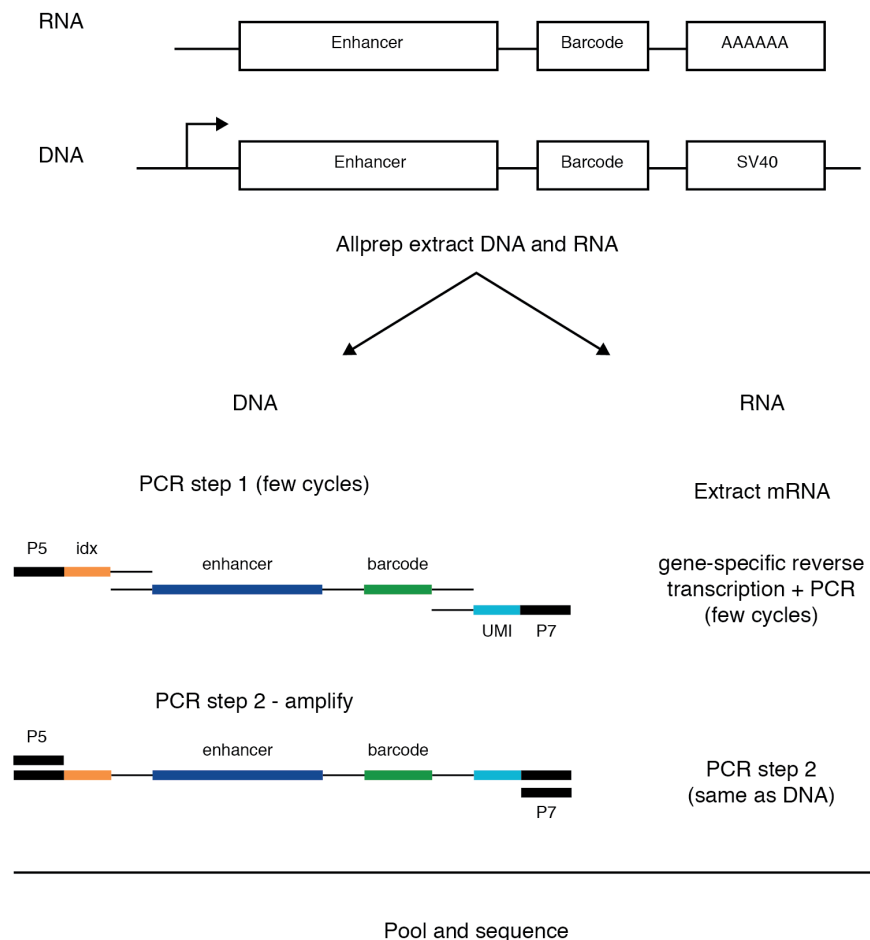 RNA
Enhancer Barcode AAAAAA
DNA
Enhancer Barcode SV40
Allprep extract DNA and RNA
DNA RNA
PCR step 1 (few cycles)
Extract mRNA
P5 idx
enhancer barcode
gene-specific reverse
transcription + PCR
(few cycles)
UMI P7
PCR step 2 - amplify
P5
enhancer barcode
PCR step 2
(same as DNA)
P7
Pool and sequence